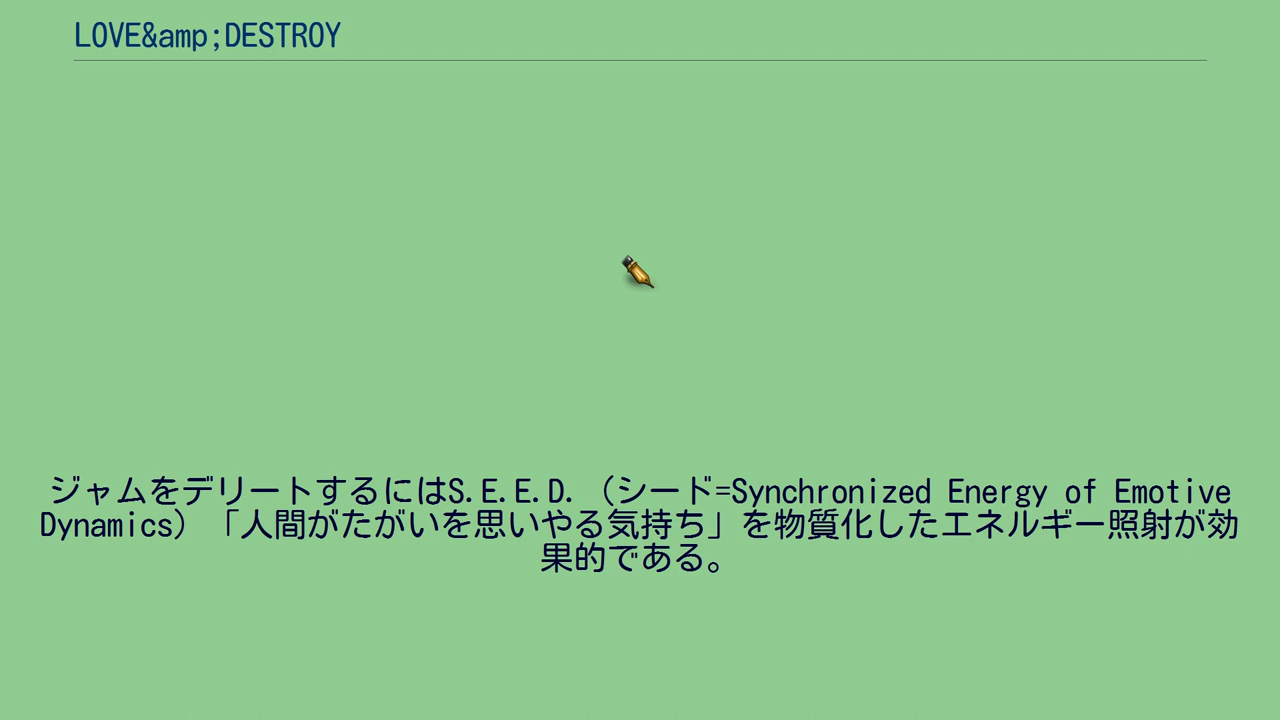 LOVE&amp;DESTROY
ジャムをデリートするにはS.E.E.D.（シード=Synchronized Energy of Emotive
Dynamics）「人間がたがいを思いやる気持ち」を物質化したエネルギー照射が効
果的である。